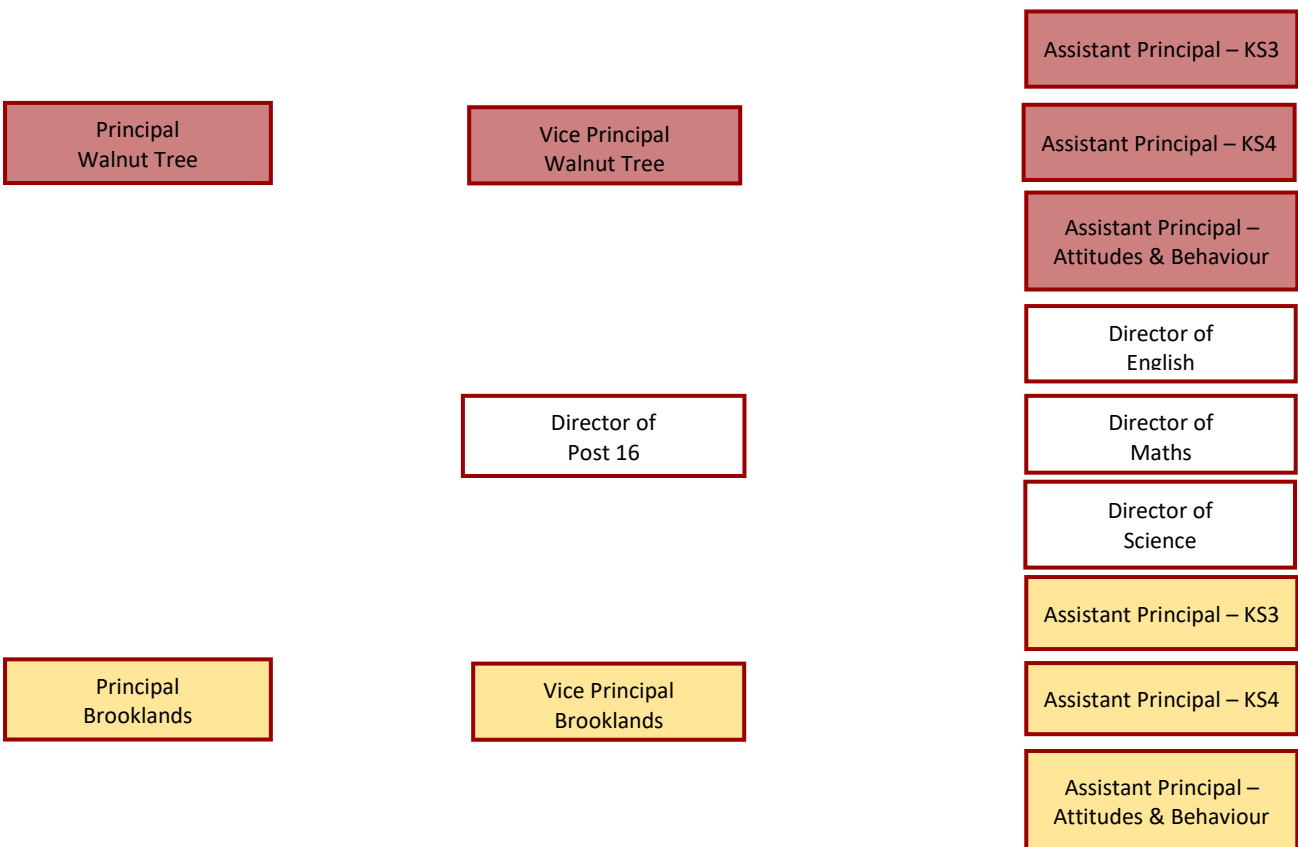 Assistant Principal – KS3
Principal
Walnut Tree
Vice Principal
Walnut Tree
Assistant Principal – KS4
Assistant Principal –
Attitudes & Behaviour
Director of
English
Director of
Post 16
Director of
Maths
Director of
Science
Assistant Principal – KS3
Principal
Brooklands
Vice Principal
Brooklands
Assistant Principal – KS4
Assistant Principal –
Attitudes & Behaviour